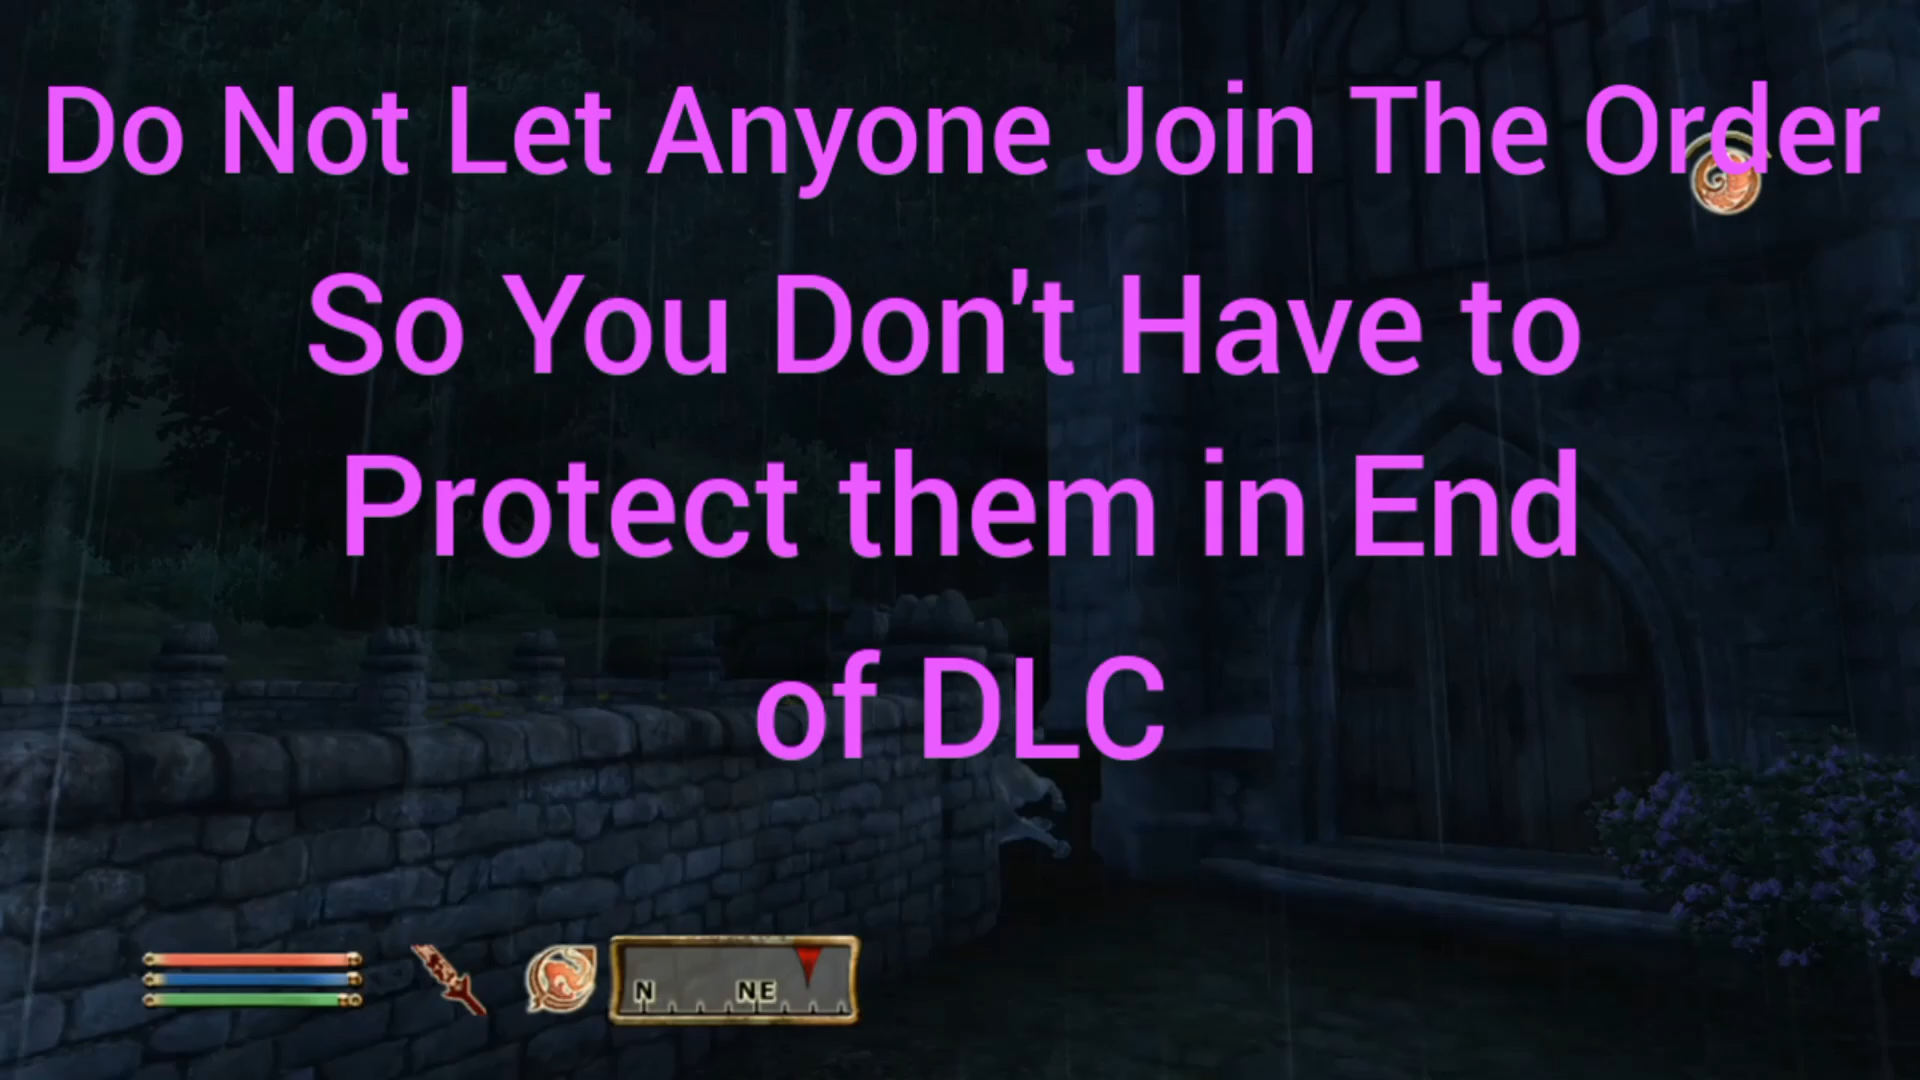 Do Not Let Anyone Join The Order
So You Don't Have to
Protect them in End
of DLC
N NE